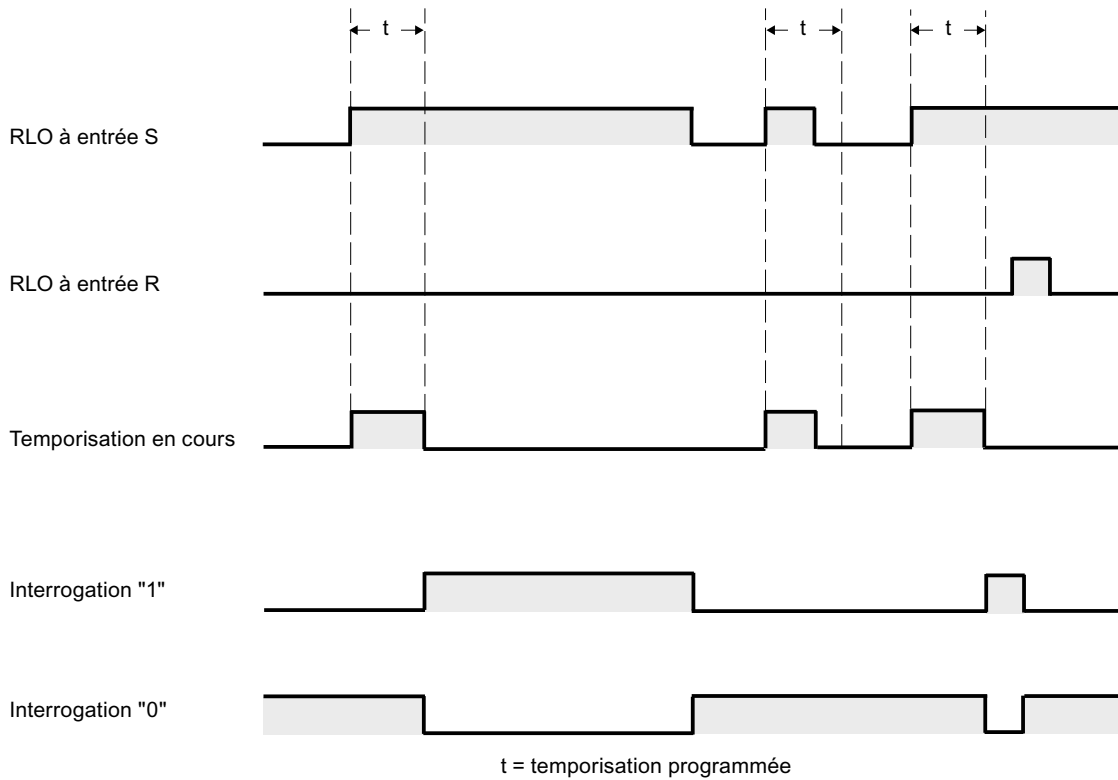 t
t
t
RLO à entrée S
RLO à entrée R
Temporisation en cours
Interrogation "1"
Interrogation "0"
t = temporisation programmée